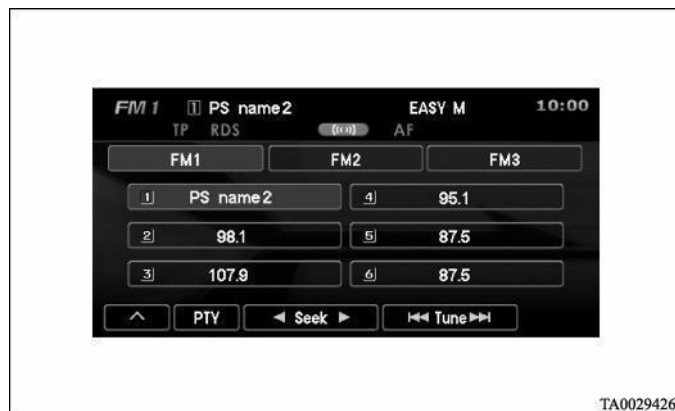 FM 1 1 PS name2 EASY M 10:00
TP RDS ((·)) AF
FM1 FM2 FM3
1 PS name2 4 95.1
2 98.1 5 87.5
3 107.9 6 87.5
^ PTY ◄ Seek ► ⏮ Tune ⏭
TA0029426